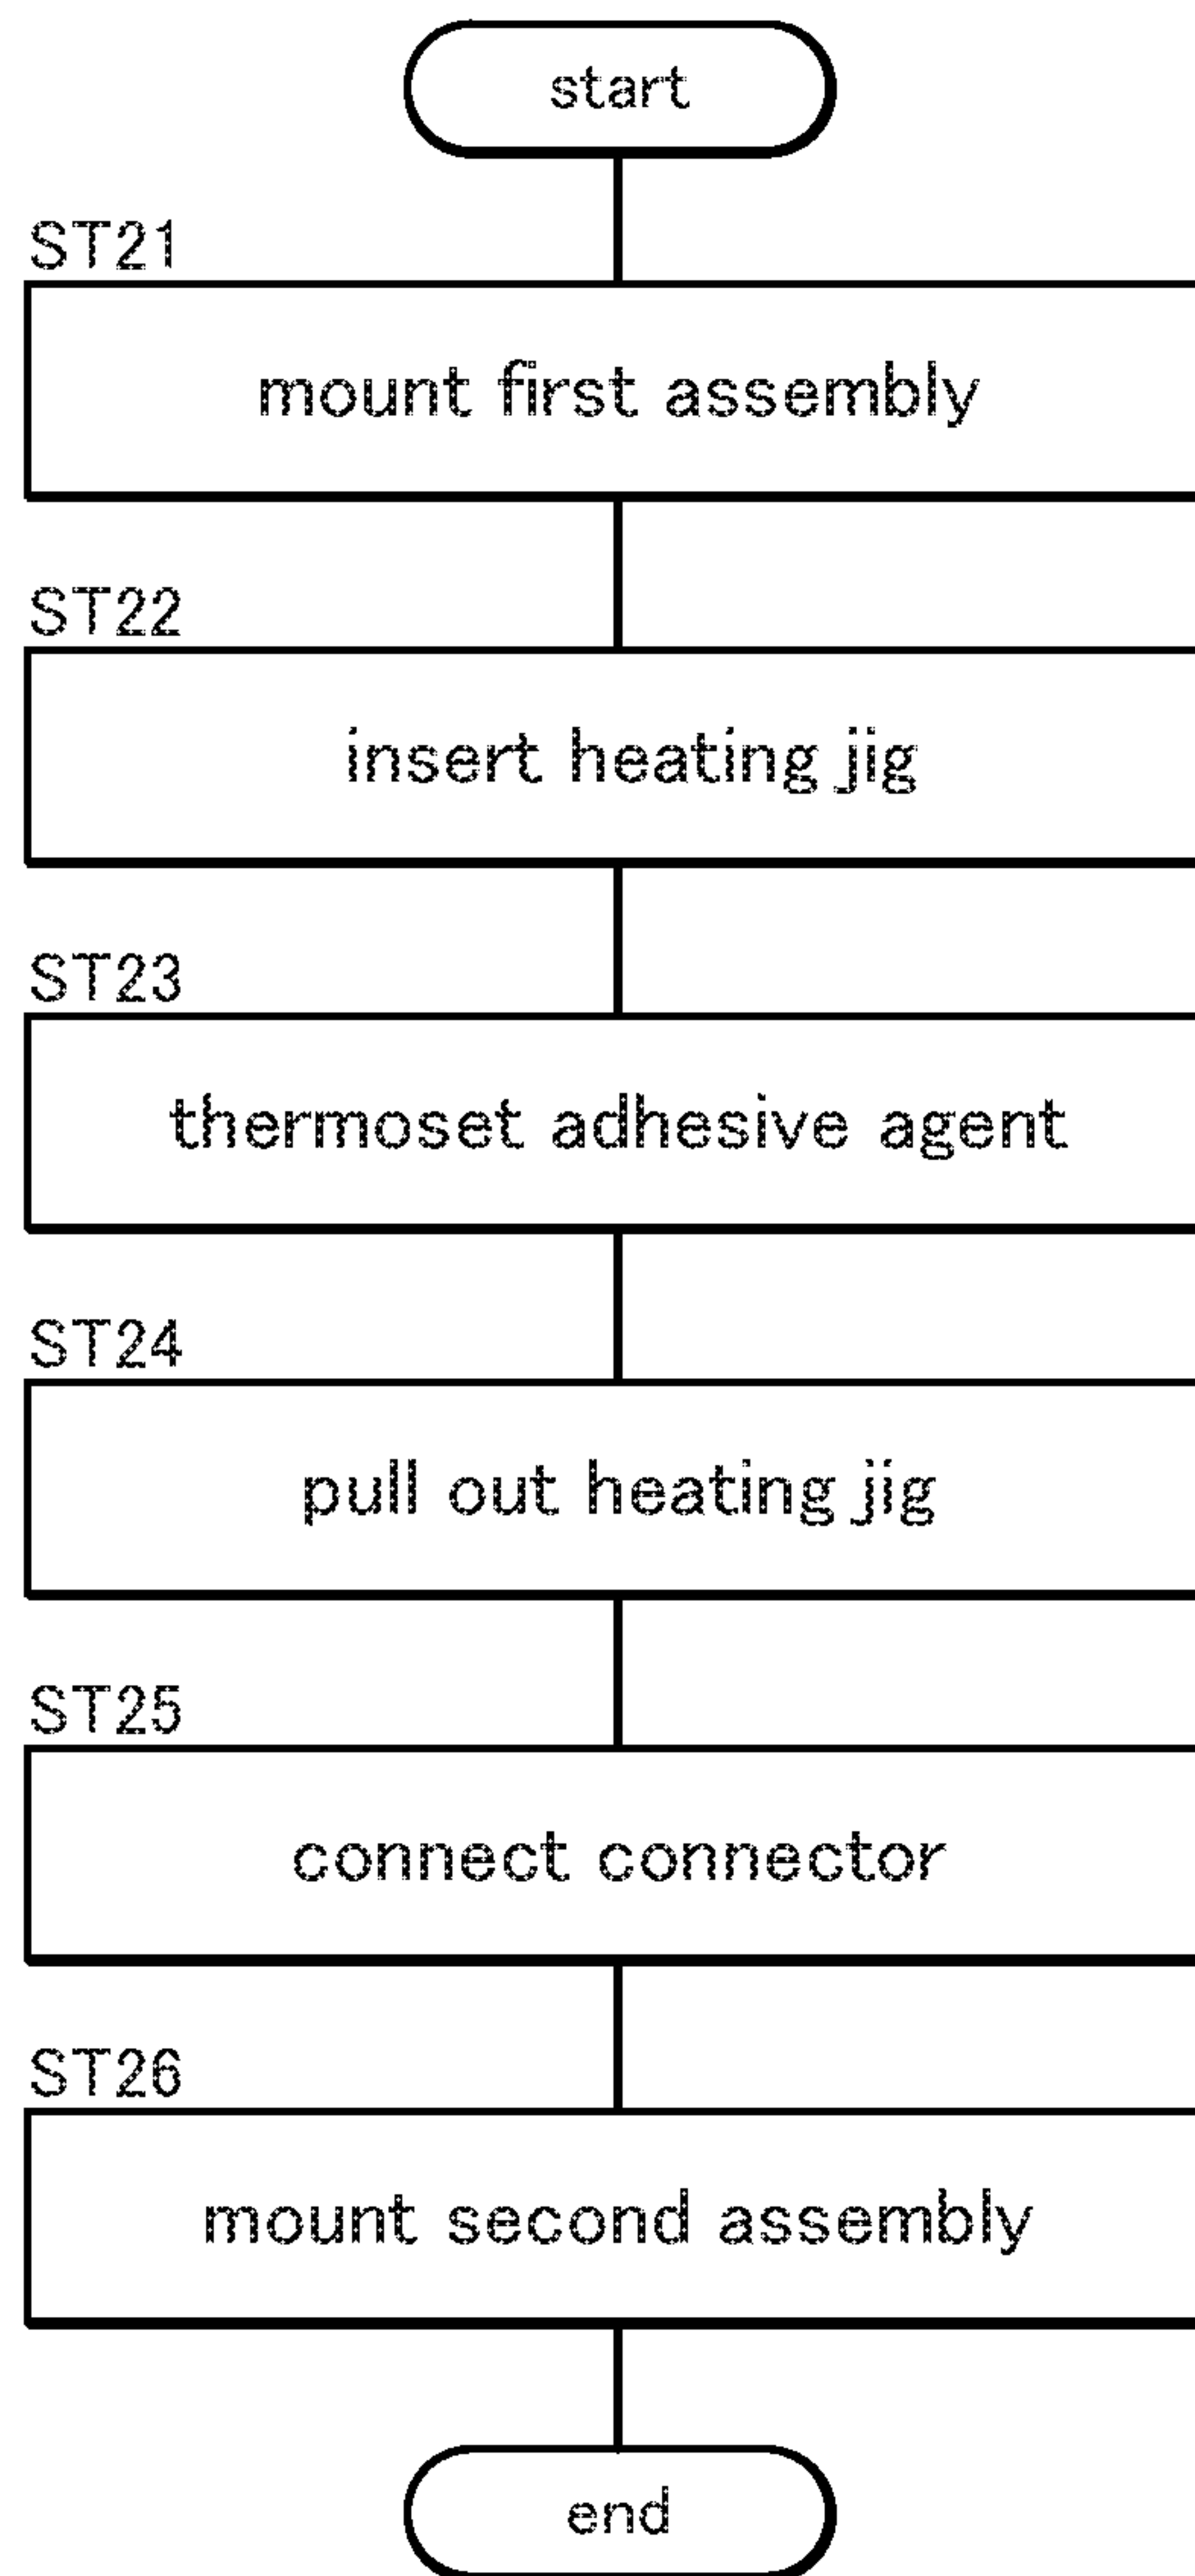 start
ST21
mount first assembly
ST22
insert heating jig
ST23
thermoset adhesive agent
ST24
pull out heating jig
ST25
connect connector
ST26
mount second assembly
end